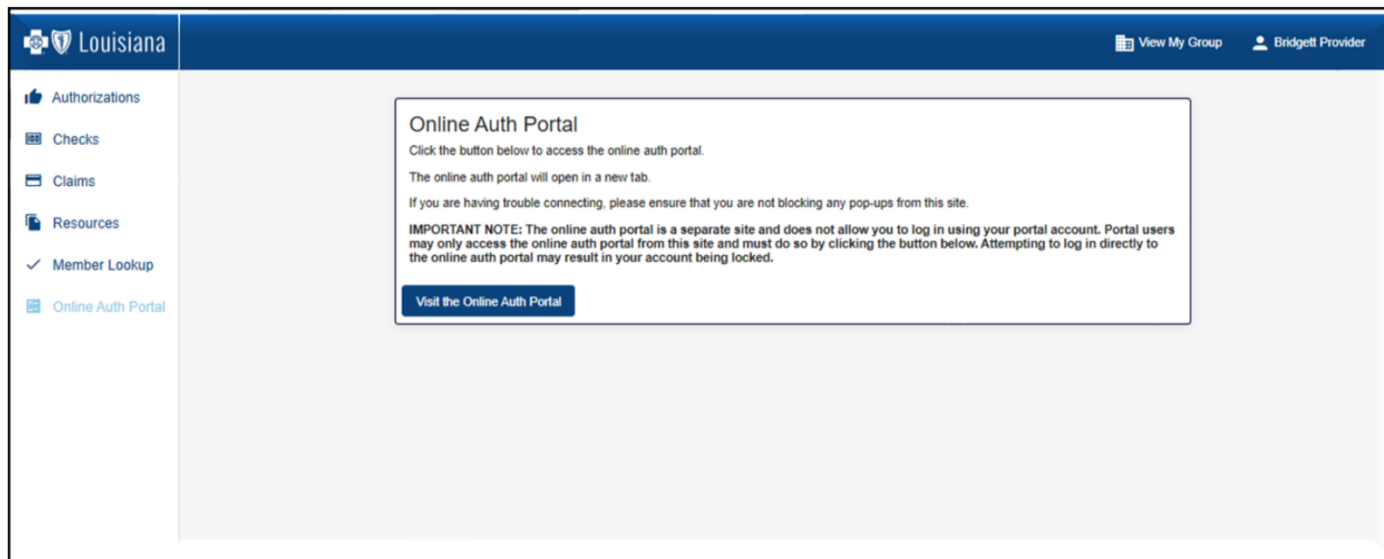 Louisiana
View My Group
Bridgett Provider
Authorizations
Checks
Claims
Resources
Member Lookup
Online Auth Portal
Online Auth Portal
Click the button below to access the online auth portal.
The online auth portal will open in a new tab.
If you are having trouble connecting, please ensure that you are not blocking any pop-ups from this site.
IMPORTANT NOTE: The online auth portal is a separate site and does not allow you to log in using your portal account. Portal users
may only access the online auth portal from this site and must do so by clicking the button below. Attempting to log in directly to
the online auth portal may result in your account being locked.
Visit the Online Auth Portal